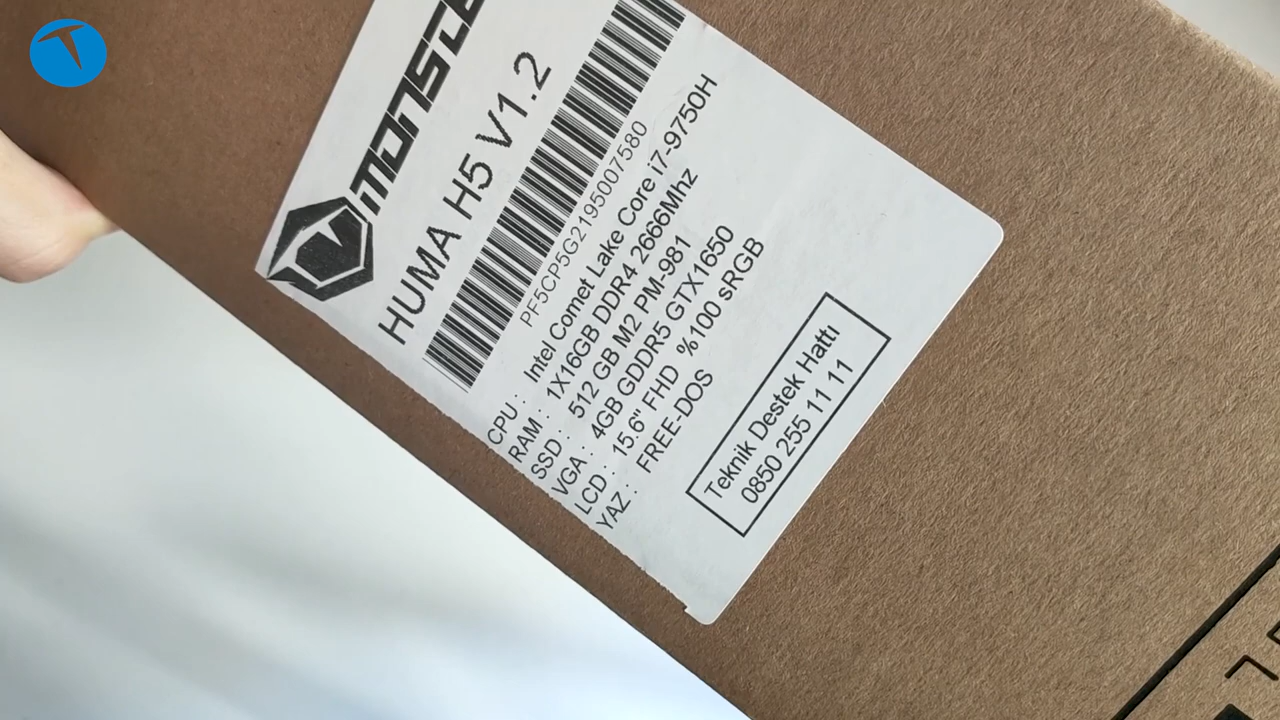 MONSTE
HUMA H5 V1.2
PF5CP5G2195007580
CPU : Intel Comet Lake Core i7-9750H
RAM : 1X16GB DDR4 2666Mhz
SSD : 512 GB M2 PM-981
VGA : 4GB GDDR5 GTX1650
LCD : 15.6" FHD %100 sRGB
YAZ : FREE-DOS
Teknik Destek Hattı
0850 255 11 11